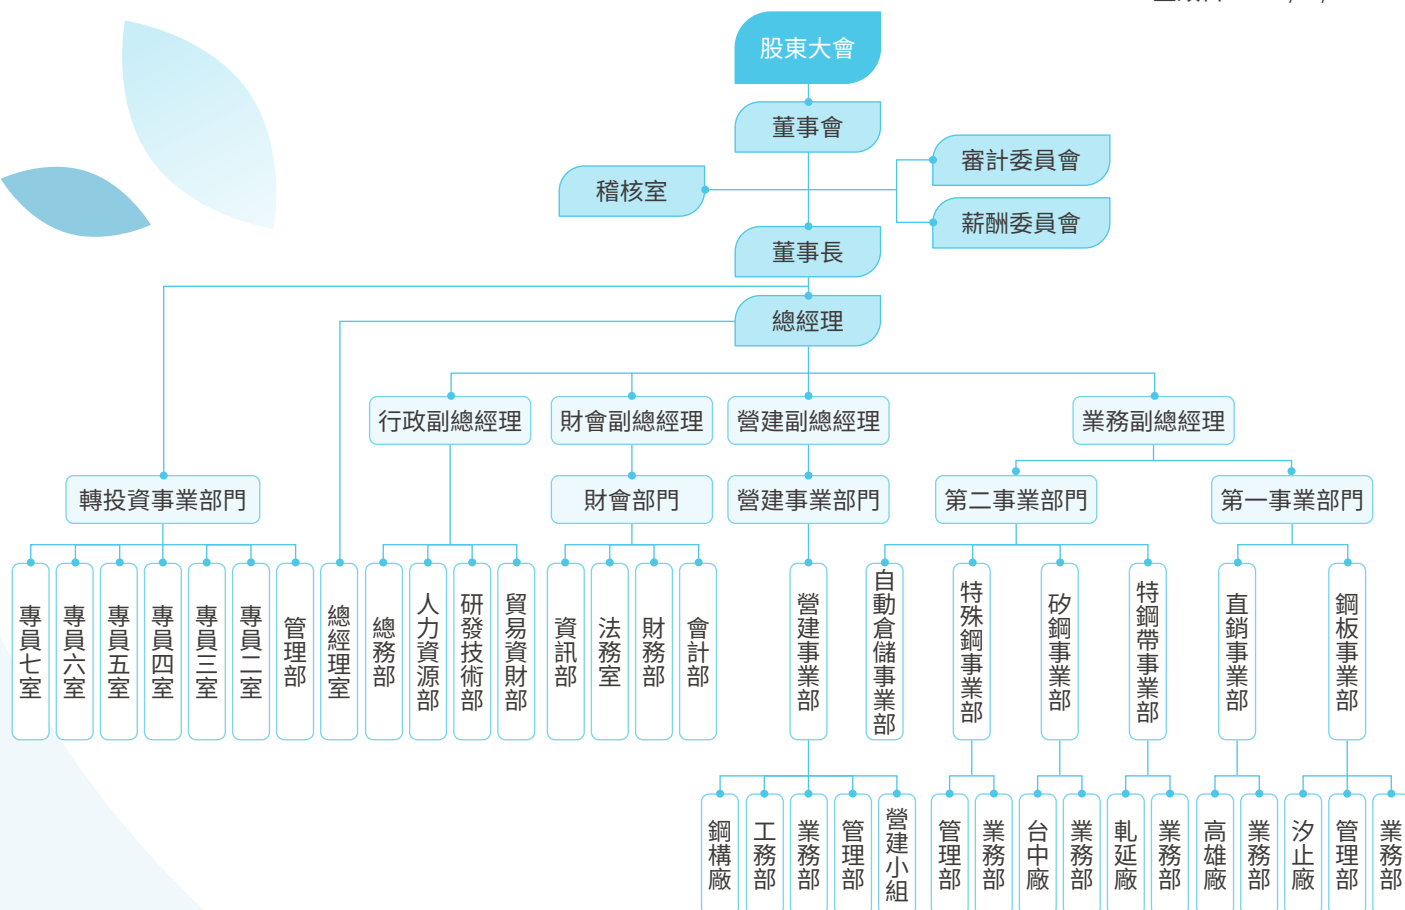 股東大會
董事會
審計委員會
稽核室
薪酬委員會
董事長
總經理
行政副總經理
財會副總經理
營建副總經理
業務副總經理
轉投資事業部門
財會部門
營建事業部門
第二事業部門
第一事業部門
專員七室
專員六室
專員五室
專員四室
專員三室
專員二室
管理部
總經理室
總務部
人力資源部
研發技術部
貿易資財部
資訊部
法務室
財務部
會計部
營建事業部
自動倉儲事業部
特殊鋼事業部
矽鋼事業部
特鋼帶事業部
直銷事業部
鋼板事業部
鋼構廠
工務部
業務部
管理部
營建小組
管理部
業務部
台中廠
業務部
軋延廠
業務部
高雄廠
業務部
汐止廠
管理部
業務部